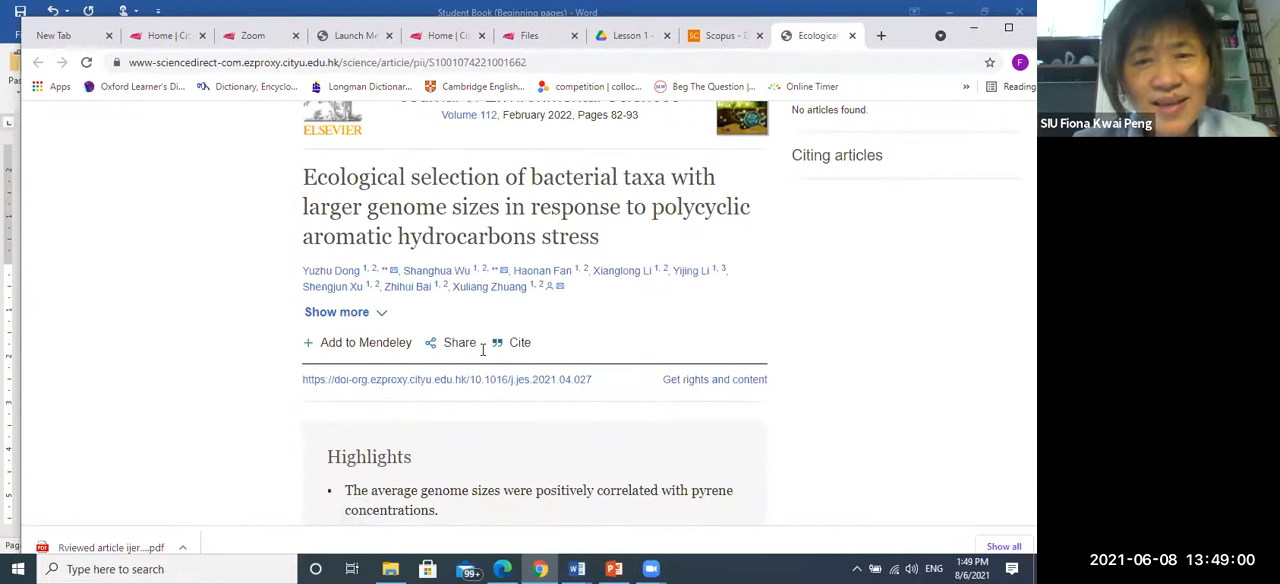 Student Book (Beginning pages) - Word
New Tab
Home | Ci
Zoom
Launch Me
Home | Ci
Files
Lesson 1 -
Scopus - D
Ecological
www-sciencedirect-com.ezproxy.cityu.edu.hk/science/article/pii/S1001074221001662
F
Apps
Oxford Learner's Di...
Dictionary, Encyclo...
Longman Dictionar...
Cambridge English...
competition | colloc...
Beg The Question |...
Online Timer
»
Reading
SIU Fiona Kwai Peng
ELSEVIER
Journal of Environmental Sciences
Volume 112, February 2022, Pages 82-93
No articles found.
Citing articles
Ecological selection of bacterial taxa with
larger genome sizes in response to polycyclic
aromatic hydrocarbons stress
Yuzhu Dong 1, 2, **, Shanghua Wu 1, 2, **, Haonan Fan 1, 2, Xianglong Li 1, 2, Yijing Li 1, 3,
Shengjun Xu 1, 2, Zhihui Bai 1, 2, Xuliang Zhuang 1, 2
Show more
+ Add to Mendeley
Share
Cite
https://doi-org.ezproxy.cityu.edu.hk/10.1016/j.jes.2021.04.027
Get rights and content
Highlights
• The average genome sizes were positively correlated with pyrene
concentrations.
Rviewed article ijer....pdf
Show all
Type here to search
99+
ENG
1:49 PM
8/6/2021
2021-06-08 13:49:00